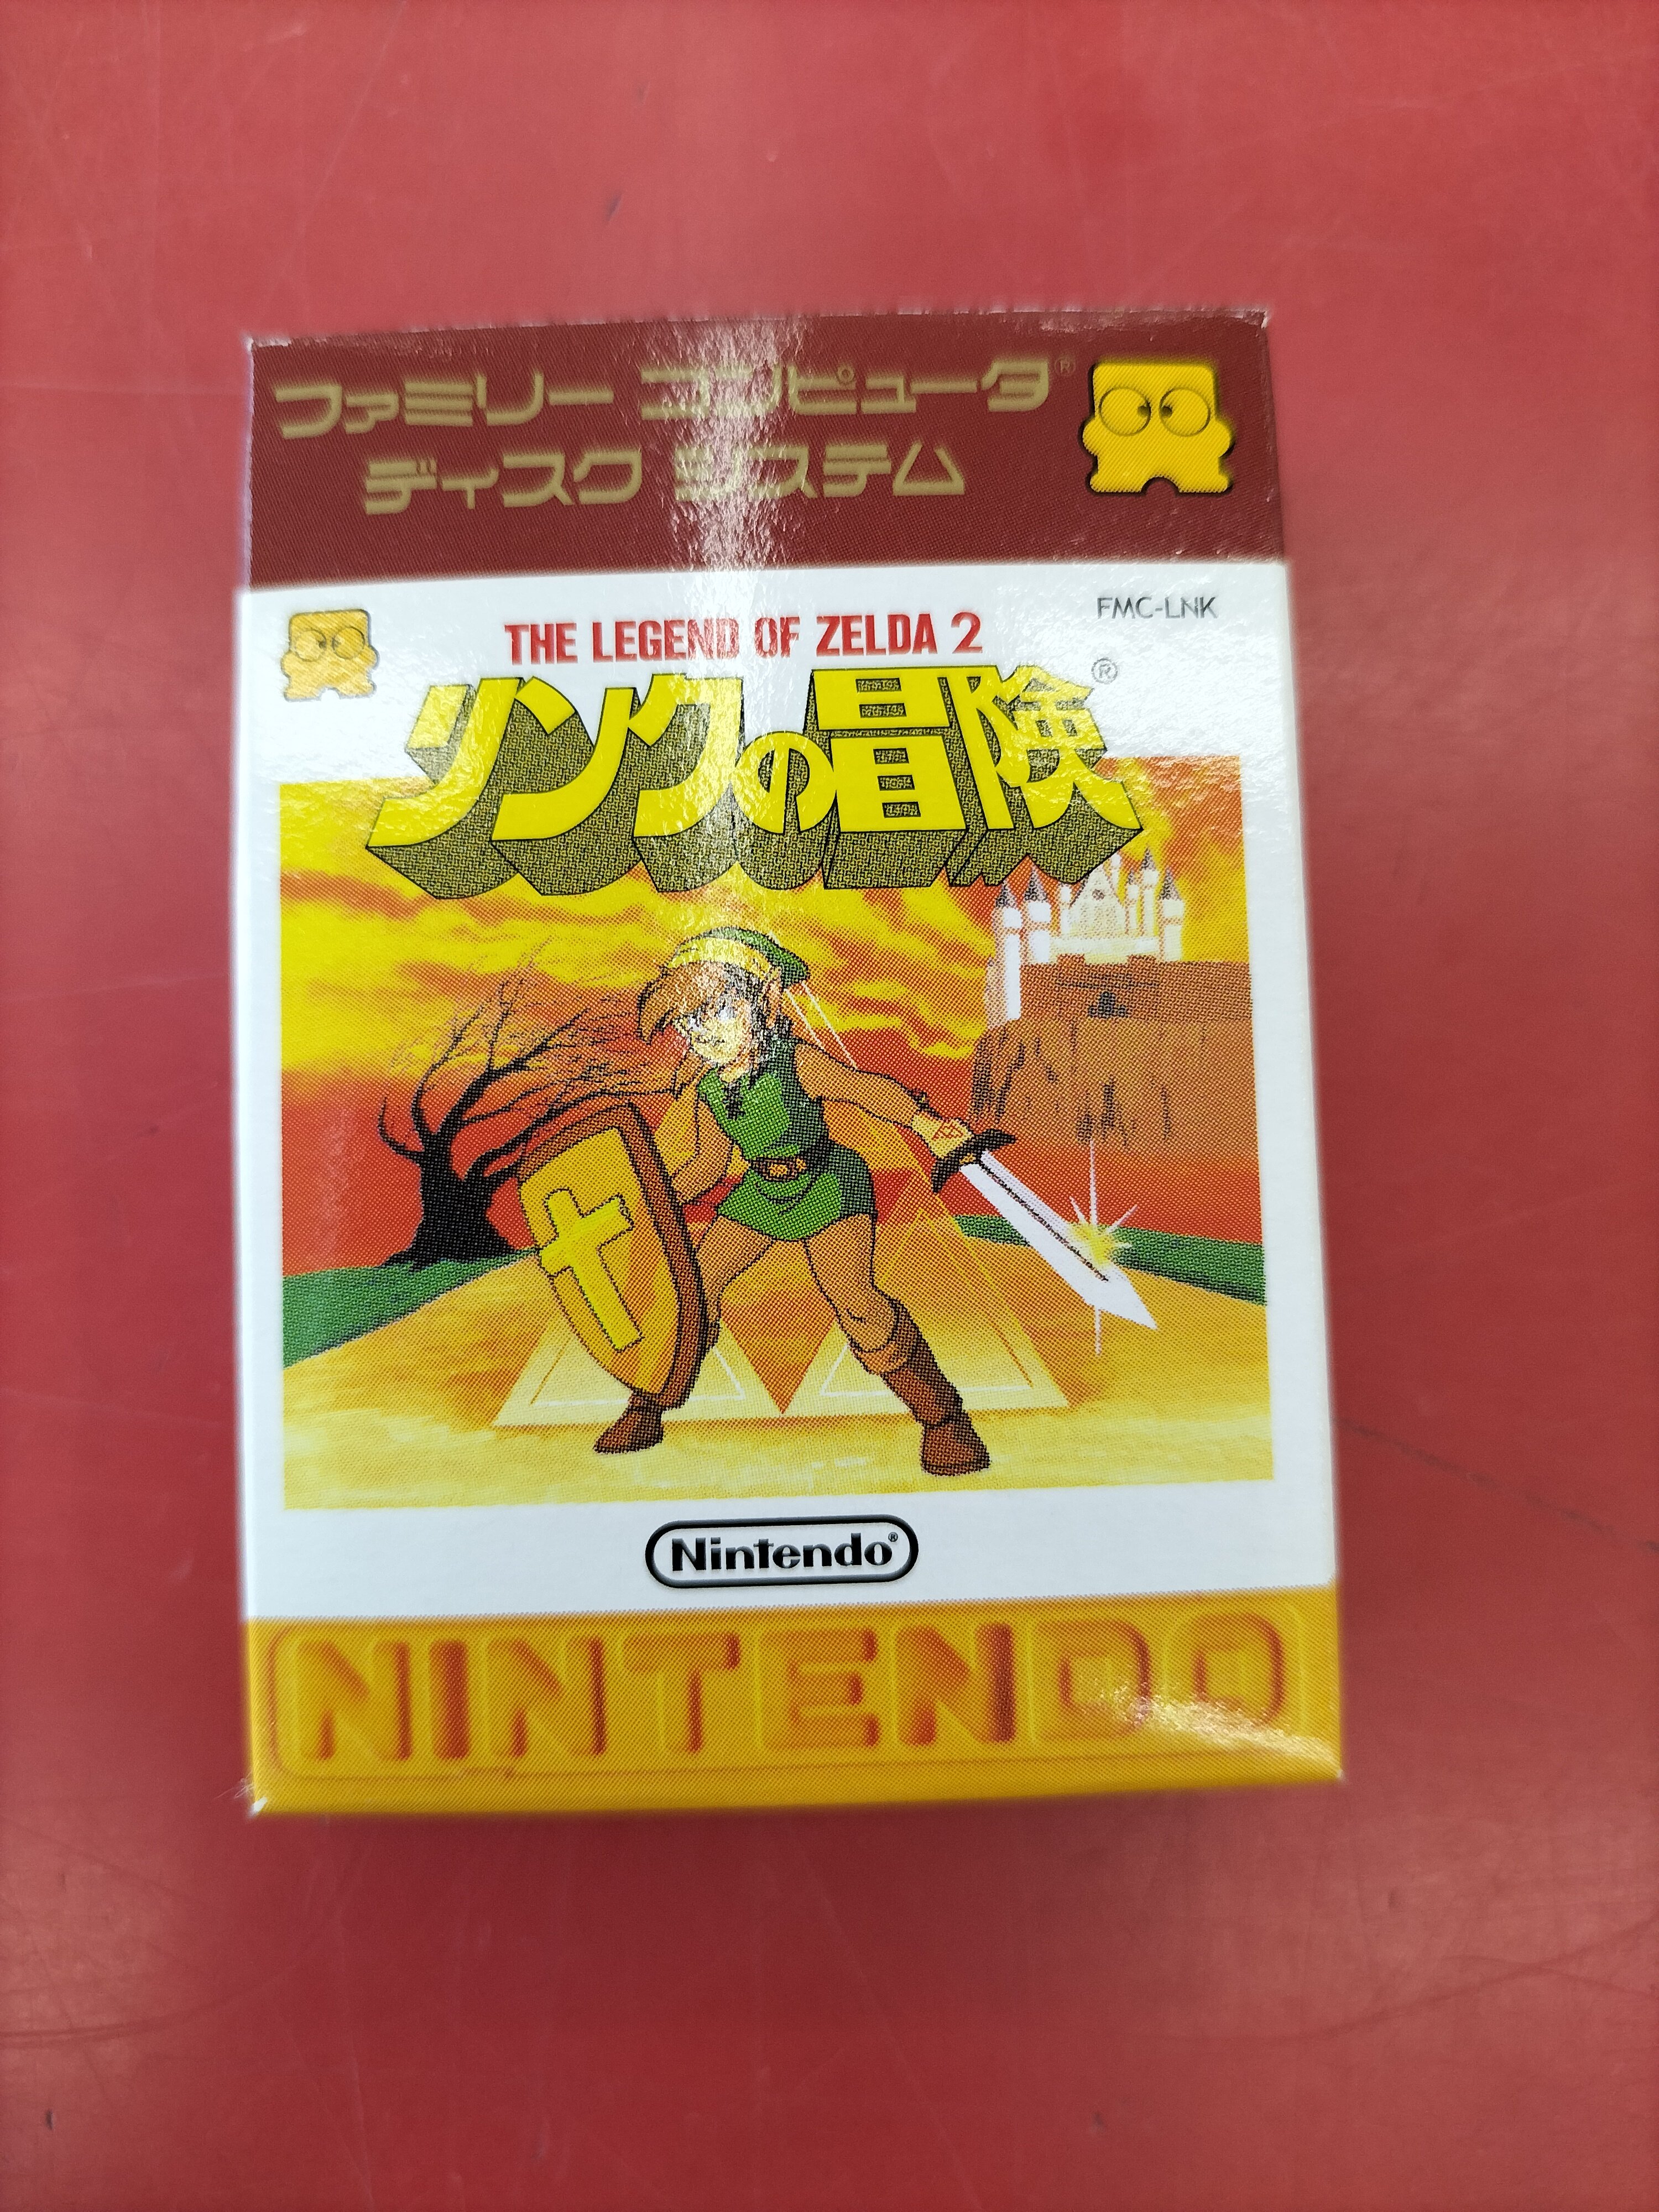 ファミリー コンピュータ®
ディスク システム
FMC-LNK
THE LEGEND OF ZELDA 2
リンクの冒険®
Nintendo®
NINTENDO